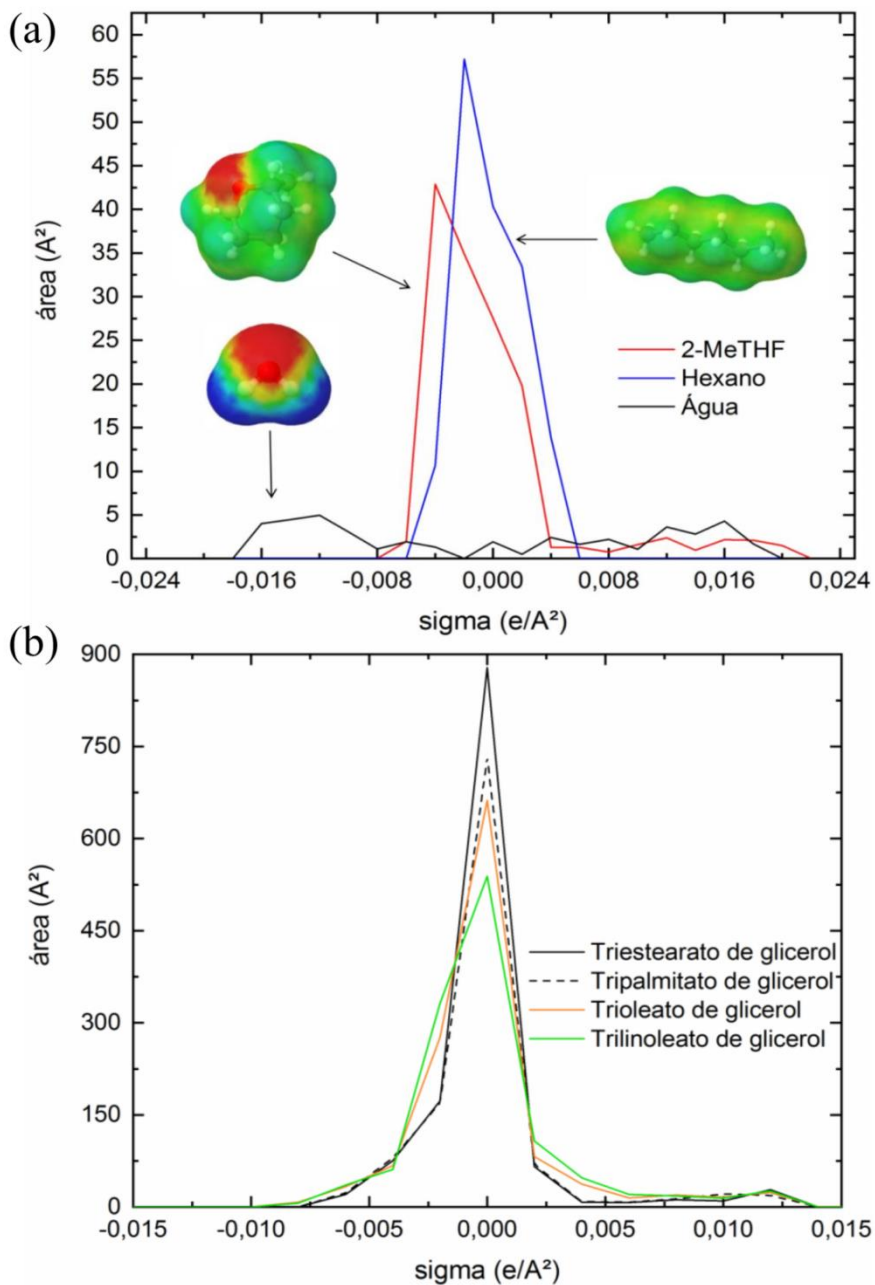 (a)
60
55
50
45
40
35
30
25
20
15
10
5
0
área (A²)
2-MeTHF
Hexano
Água
-0,024 -0,016 -0,008 0,000 0,008 0,016 0,024
sigma (e/A²)
(b)
900
750
600
450
300
150
0
área (A²)
Triestearato de glicerol
Tripalmitato de glicerol
Trioleato de glicerol
Trilinoleato de glicerol
-0,015 -0,010 -0,005 0,000 0,005 0,010 0,015
sigma (e/A²)